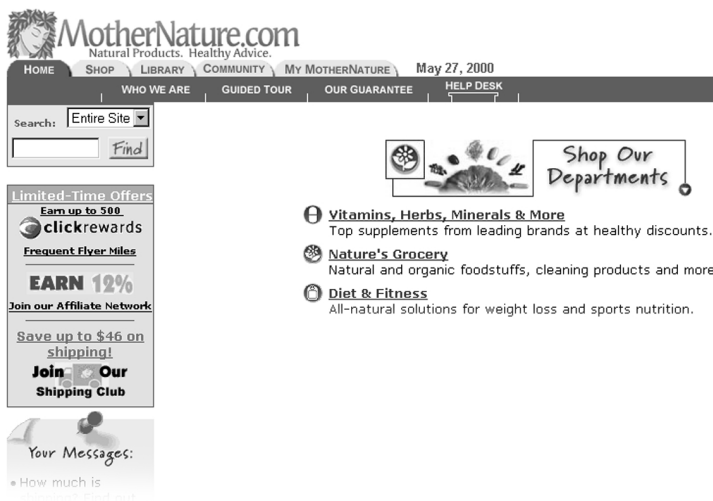 MotherNature.com
Natural Products. Healthy Advice.
HOME SHOP LIBRARY COMMUNITY MY MOTHERNATURE May 27, 2000
WHO WE ARE GUIDED TOUR OUR GUARANTEE HELP DESK
Search: Entire Site
Find
Limited-Time Offers
Earn up to 500
clickrewards
Frequent Flyer Miles
EARN 12%
Join our Affiliate Network
Save up to $46 on
shipping!
Join Our
Shipping Club
Your Messages:
How much is
Shop Our
Departments
Vitamins, Herbs, Minerals & More
Top supplements from leading brands at healthy discounts.
Nature's Grocery
Natural and organic foodstuffs, cleaning products and more
Diet & Fitness
All-natural solutions for weight loss and sports nutrition.